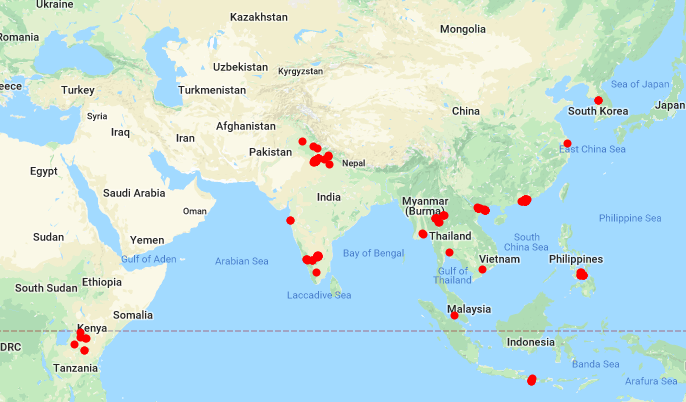 Ukraine
Kazakhstan
Mongolia
Romania
Uzbekistan
Kyrgyzstan
Sea of Japan
eece
Turkey
Turkmenistan
China
South Korea
Japan
Syria
Iraq
Iran
Afghanistan
East China Sea
Pakistan
Nepal
Egypt
India
Saudi Arabia
Myanmar
(Burma)
Oman
Philippine Sea
Sudan
Yemen
Thailand
South
China Sea
Gulf of Aden
Arabian Sea
Bay of Bengal
Vietnam
Philippines
Ethiopia
Gulf of
Thailand
South Sudan
Laccadive Sea
Somalia
Malaysia
Kenya
DRC
Indonesia
Tanzania
Banda Sea
Arafura Sea